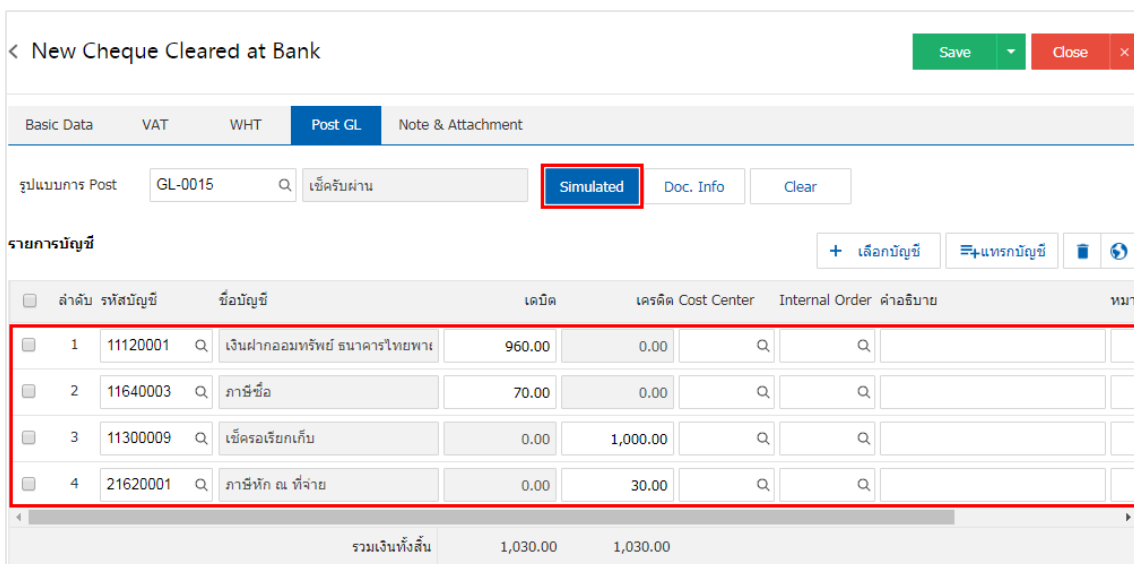 New Cheque Cleared at Bank Save Close ×
Basic Data VAT WHT Post GL Note & Attachment
รูปแบบการ Post GL-0015 เช็ครับผ่าน Simulated Doc. Info Clear
รายการบัญชี + เลือกบัญชี แทรกบัญชี
ลำดับ รหัสบัญชี ชื่อบัญชี เดบิต เครดิต Cost Center Internal Order คำอธิบาย
1 11120001 เงินฝากออมทรัพย์ ธนาคารไทยพาณ 960.00 0.00
2 11640003 ภาษีซื้อ 70.00 0.00
3 11300009 เช็ครอเรียกเก็บ 0.00 1,000.00
4 21620001 ภาษีหัก ณ ที่จ่าย 0.00 30.00
รวมเงินทั้งสิ้น 1,030.00 1,030.00